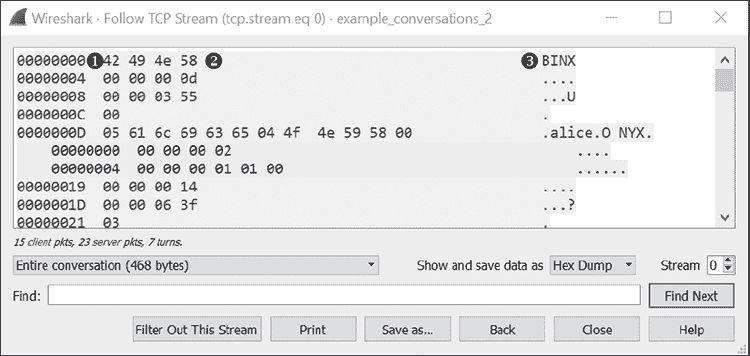 Wireshark · Follow TCP Stream (tcp.stream eq 0) · example_conversations_2
00000000 ❶ 42 49 4e 58 ❷ ❸ BINX
00000004 00 00 00 0d ....
00000008 00 00 03 55 ...U
0000000C 00 .
0000000D 05 61 6c 69 63 65 04 4f 4e 59 58 00 .alice.O NYX.
00000000 00 00 00 02 ....
00000004 00 00 00 01 01 00 ......
00000019 00 00 00 14 ....
0000001D 00 00 06 3f ...?
00000021 03 .
15 client pkts, 23 server pkts, 7 turns.
Entire conversation (468 bytes) Show and save data as Hex Dump Stream 0
Find: Find Next
Filter Out This Stream Print Save as... Back Close Help